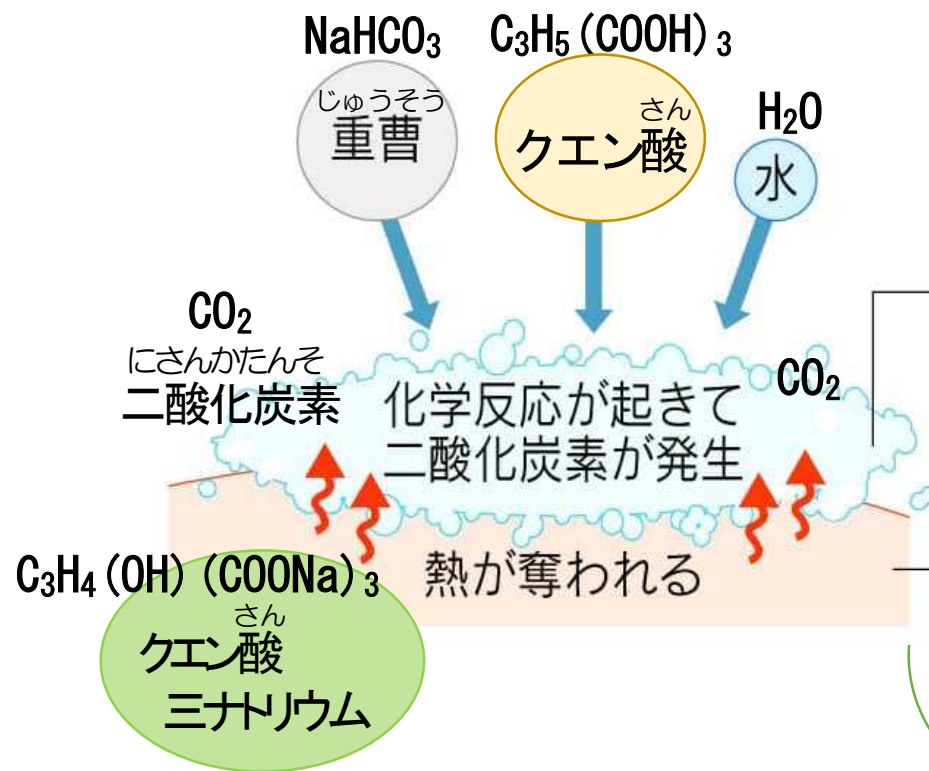 NaHCO₃
じゅうそう
重曹
C₃H₅(COOH)₃
さん
クエン酸
H₂O
水
CO₂
にさんかたんそ
二酸化炭素
化学反応が起きて
二酸化炭素が発生
CO₂
熱が奪われる
C₃H₄(OH)(COONa)₃
さん
クエン酸
三ナトリウム